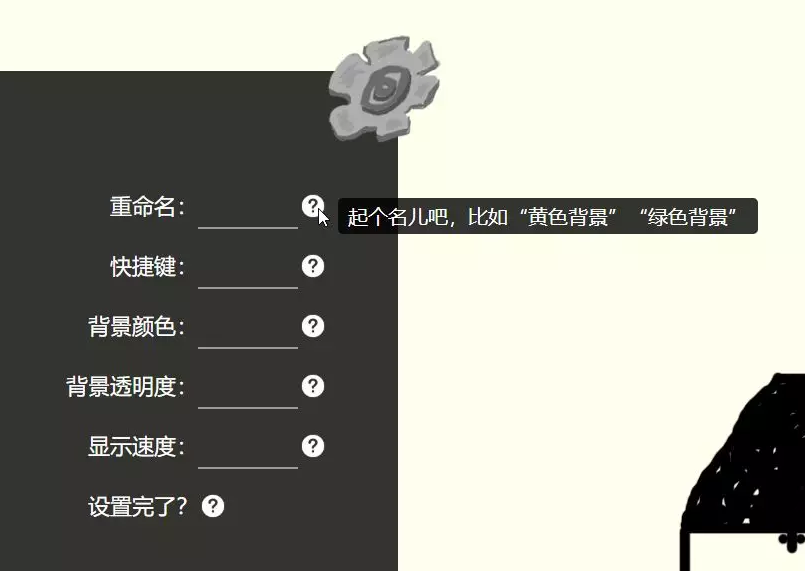 重命名：
起个名儿吧，比如“黄色背景”“绿色背景”
快捷键：
背景颜色：
背景透明度：
显示速度：
设置完了？